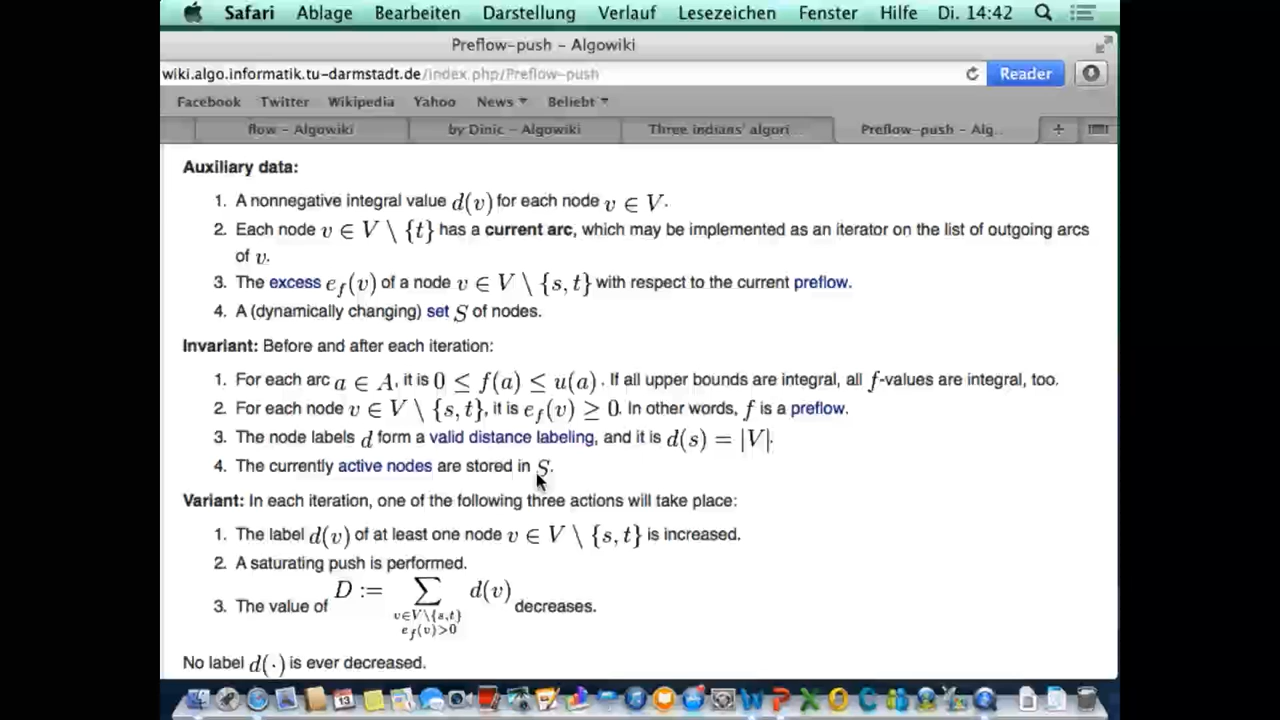 Safari Ablage Bearbeiten Darstellung Verlauf Lesezeichen Fenster Hilfe Di. 14:42
Preflow-push - Algowiki
wiki.algo.informatik.tu-darmstadt.de/index.php/Preflow-push
Reader
Facebook Twitter Wikipedia Yahoo News ▾ Beliebt ▾
flow - Algowiki by Dinic - Algowiki Three indians' algori... Preflow-push - Alg... +
Auxiliary data:
1. A nonnegative integral value d(v) for each node v ∈ V.
2. Each node v ∈ V \ {t} has a current arc, which may be implemented as an iterator on the list of outgoing arcs
of v.
3. The excess e_f(v) of a node v ∈ V \ {s, t} with respect to the current preflow.
4. A (dynamically changing) set S of nodes.
Invariant: Before and after each iteration:
1. For each arc a ∈ A, it is 0 ≤ f(a) ≤ u(a). If all upper bounds are integral, all f-values are integral, too.
2. For each node v ∈ V \ {s, t}, it is e_f(v) ≥ 0. In other words, f is a preflow.
3. The node labels d form a valid distance labeling, and it is d(s) = |V|.
4. The currently active nodes are stored in S.
Variant: In each iteration, one of the following three actions will take place:
1. The label d(v) of at least one node v ∈ V \ {s, t} is increased.
2. A saturating push is performed.
3. The value of D := ∑ d(v) decreases.
v∈V\{s,t}
e_f(v)>0
No label d(·) is ever decreased.